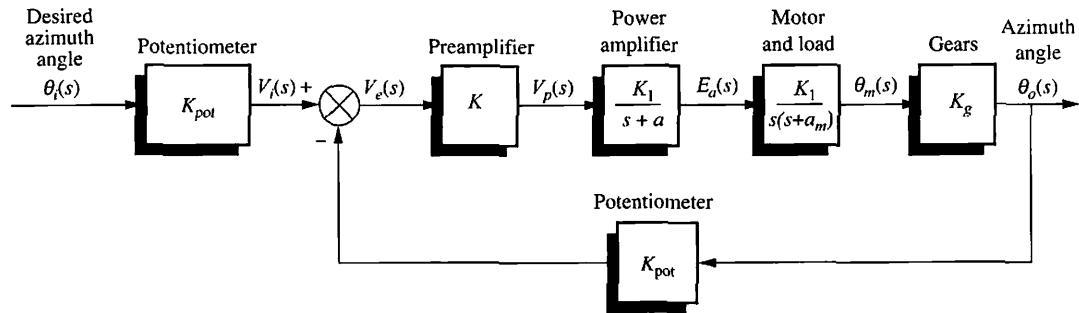 Desired
azimuth
angle
θi(s)
Potentiometer
Kpot
Vi(s) +
−
Ve(s)
Preamplifier
K
Vp(s)
Power
amplifier
K1
s + a
Ea(s)
Motor
and load
K1
s(s+am)
θm(s)
Gears
Kg
Azimuth
angle
θo(s)
Potentiometer
Kpot